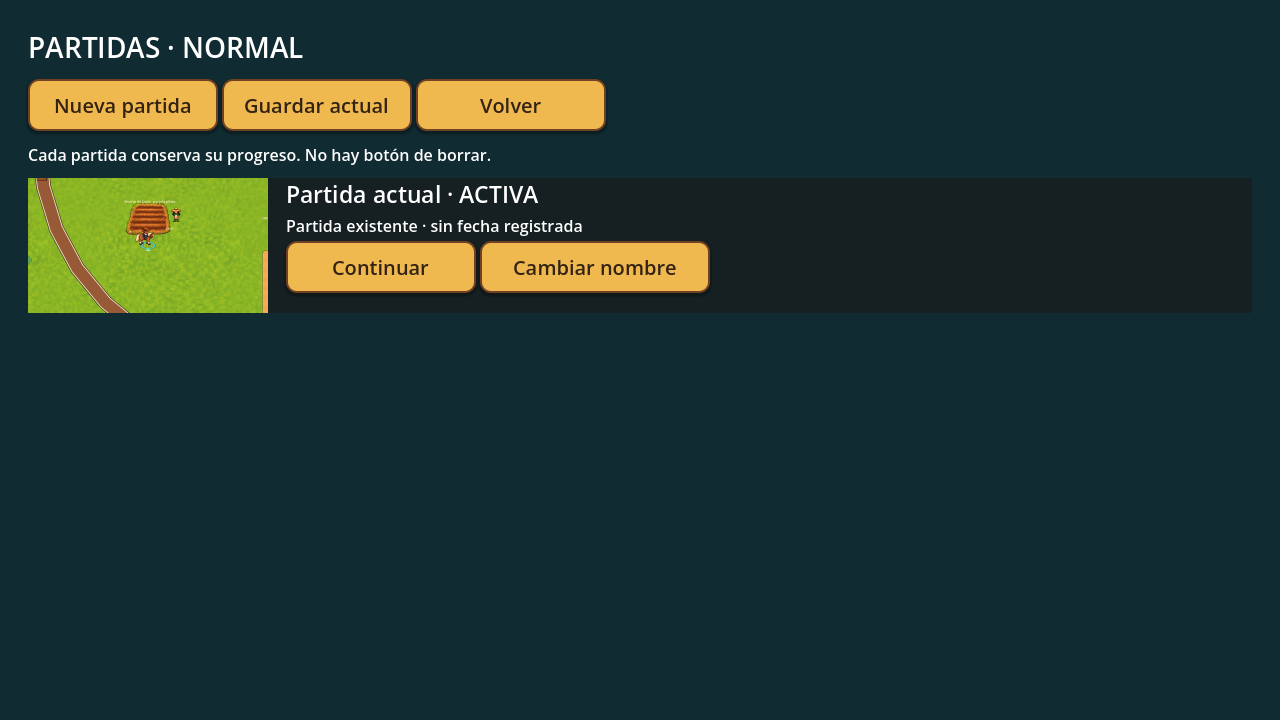 PARTIDAS · NORMAL
Nueva partida
Guardar actual
Volver
Cada partida conserva su progreso. No hay botón de borrar.
Partida actual · ACTIVA
Partida existente · sin fecha registrada
Continuar
Cambiar nombre